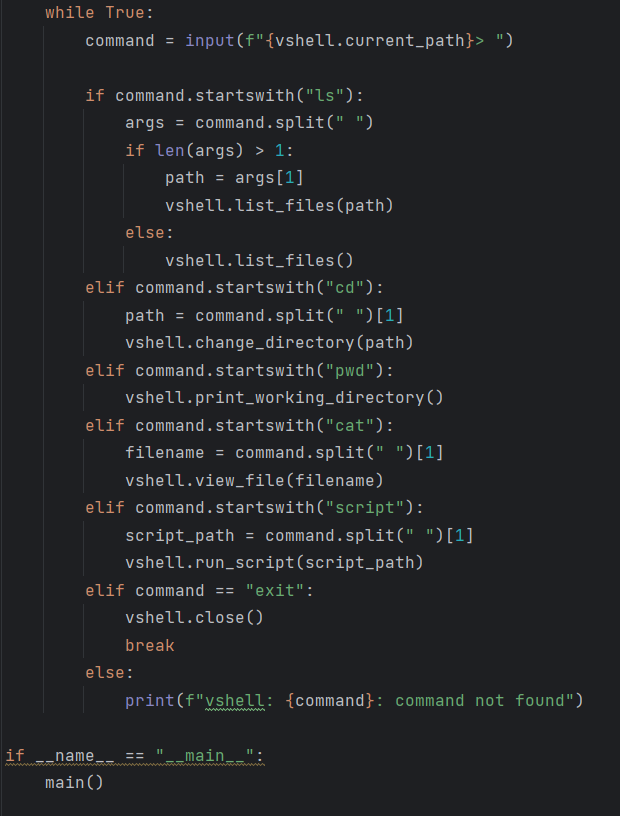 while True:
    command = input(f"{vshell.current_path}> ")
    if command.startswith("ls"):
        args = command.split(" ")
        if len(args) > 1:
            path = args[1]
            vshell.list_files(path)
        else:
            vshell.list_files()
    elif command.startswith("cd"):
        path = command.split(" ")[1]
        vshell.change_directory(path)
    elif command.startswith("pwd"):
        vshell.print_working_directory()
    elif command.startswith("cat"):
        filename = command.split(" ")[1]
        vshell.view_file(filename)
    elif command.startswith("script"):
        script_path = command.split(" ")[1]
        vshell.run_script(script_path)
    elif command == "exit":
        vshell.close()
        break
    else:
        print(f"vshell: {command}: command not found")
if __name__ == "__main__":
    main()